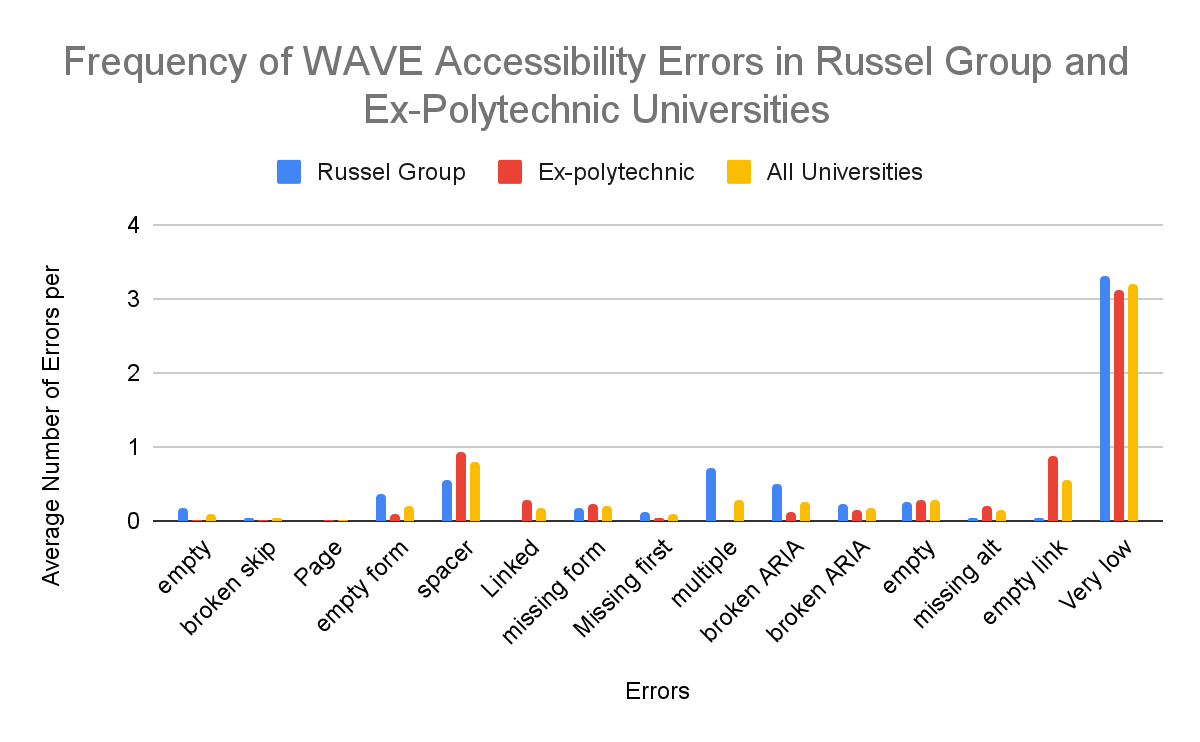 Frequency of WAVE Accessibility Errors in Russel Group and
Ex-Polytechnic Universities
Russel Group
Ex-polytechnic
All Universities
Average Number of Errors per
4
3
2
1
0
empty
broken skip
Page
empty form
spacer
Linked
missing form
Missing first
multiple
broken ARIA
broken ARIA
empty
missing alt
empty link
Very low
Errors